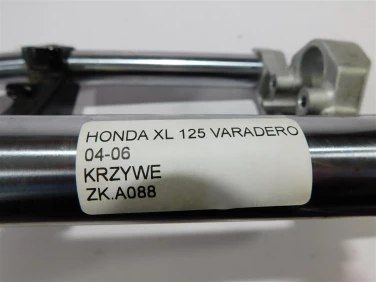 HONDA XL 125 VARADERO
04-06
KRZYWE
ZK.A088